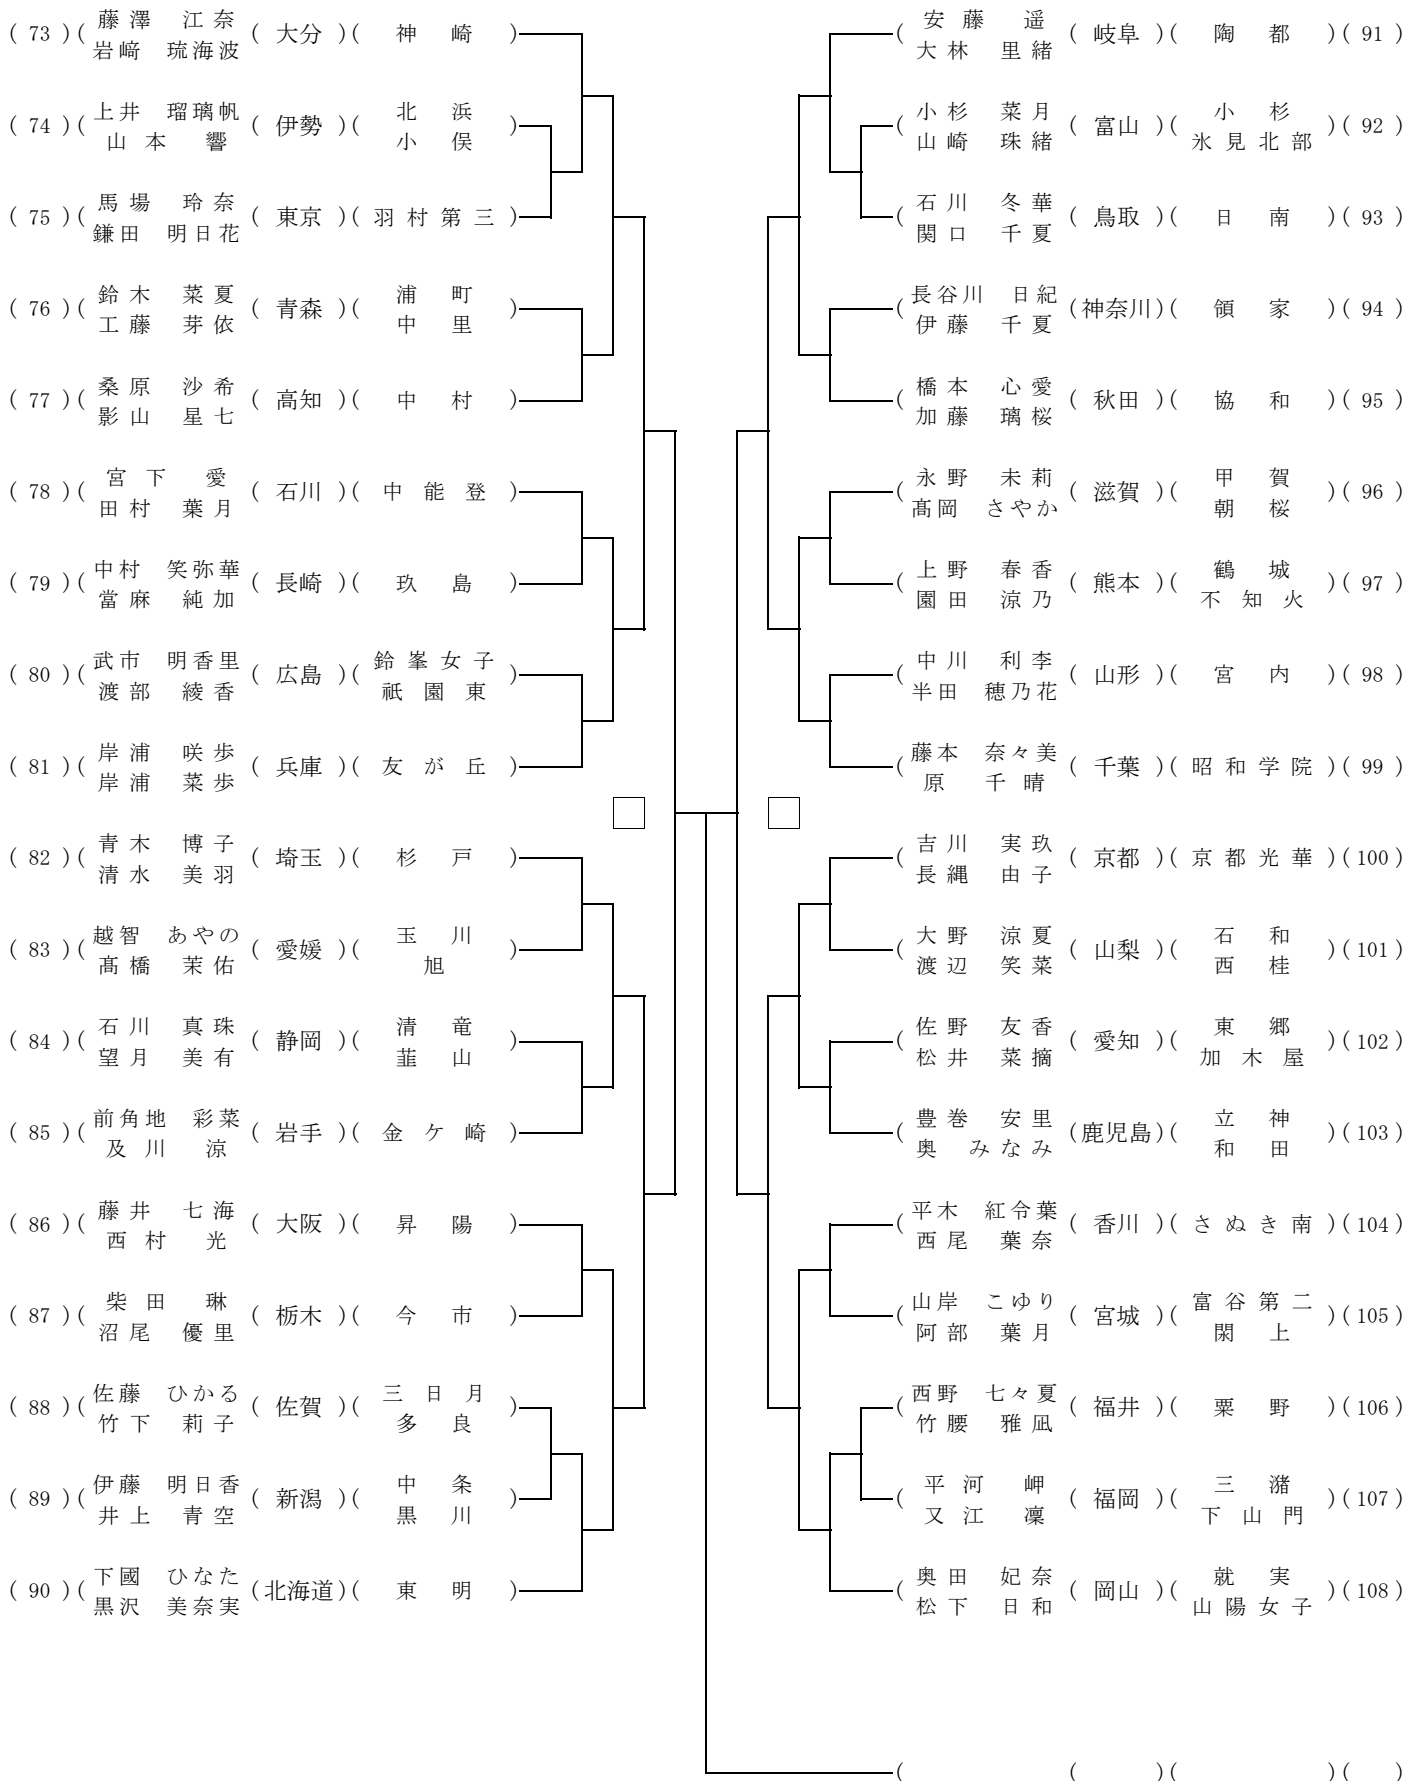 ( 73 )( 藤澤 江奈 ( 大分 )( 神崎 )
岩﨑 琉海波
( 74 )( 上井 瑠璃帆 ( 伊勢 )( 北浜 )
山本 響 小俣
( 75 )( 馬場 玲奈 ( 東京 )( 羽村第三 )
鎌田 明日花
( 76 )( 鈴木 菜夏 ( 青森 )( 浦町 )
工藤 芽依 中里
( 77 )( 桑原 沙希 ( 高知 )( 中村 )
影山 星七
( 78 )( 宮下 愛 ( 石川 )( 中能登 )
田村 葉月
( 79 )( 中村 笑弥華 ( 長崎 )( 玖島 )
當麻 純加
( 80 )( 武市 明香里 ( 広島 )( 鈴峯女子 )
渡部 綾香 祇園東
( 81 )( 岸浦 咲歩 ( 兵庫 )( 友が丘 )
岸浦 菜歩
( 82 )( 青木 博子 ( 埼玉 )( 杉戸 )
清水 美羽
( 83 )( 越智 あやの ( 愛媛 )( 玉川 )
髙橋 茉佑 旭
( 84 )( 石川 真珠 ( 静岡 )( 清竜 )
望月 美有 韮山
( 85 )( 前角地 彩菜 ( 岩手 )( 金ケ崎 )
及川 涼
( 86 )( 藤井 七海 ( 大阪 )( 昇陽 )
西村 光
( 87 )( 柴田 琳 ( 栃木 )( 今市 )
沼尾 優里
( 88 )( 佐藤 ひかる ( 佐賀 )( 三日月 )
竹下 莉子 多良
( 89 )( 伊藤 明日香 ( 新潟 )( 中条 )
井上 青空 黒川
( 90 )( 下國 ひなた (北海道)( 東明 )
黒沢 美奈実
( 安藤 遥 ( 岐阜 )( 陶都 )( 91 )
大林 里緒
( 小杉 菜月 ( 富山 )( 小杉 )( 92 )
山崎 珠緒 氷見北部
( 石川 冬華 ( 鳥取 )( 日南 )( 93 )
関口 千夏
( 長谷川 日紀 (神奈川)( 領家 )( 94 )
伊藤 千夏
( 橋本 心愛 ( 秋田 )( 協和 )( 95 )
加藤 璃桜
( 永野 未莉 ( 滋賀 )( 甲賀 )( 96 )
髙岡 さやか 朝桜
( 上野 春香 ( 熊本 )( 鶴城 )( 97 )
園田 涼乃 不知火
( 中川 利李 ( 山形 )( 宮内 )( 98 )
半田 穂乃花
( 藤本 奈々美 ( 千葉 )( 昭和学院 )( 99 )
原 千晴
( 吉川 実玖 ( 京都 )( 京都光華 )( 100 )
長縄 由子
( 大野 涼夏 ( 山梨 )( 石和 )( 101 )
渡辺 笑菜 西桂
( 佐野 友香 ( 愛知 )( 東郷 )( 102 )
松井 菜摘 加木屋
( 豊巻 安里 (鹿児島)( 立神 )( 103 )
奥 みなみ 和田
( 平木 紅令葉 ( 香川 )( さぬき南 )( 104 )
西尾 葉奈
( 山岸 こゆり ( 宮城 )( 富谷第二 )( 105 )
阿部 葉月 閖上
( 西野 七々夏 ( 福井 )( 粟野 )( 106 )
竹腰 雅凪
( 平河 岬 ( 福岡 )( 三潴 )( 107 )
又江 凜 下山門
( 奥田 妃奈 ( 岡山 )( 就実 )( 108 )
松下 日和 山陽女子
( ( )( )( )